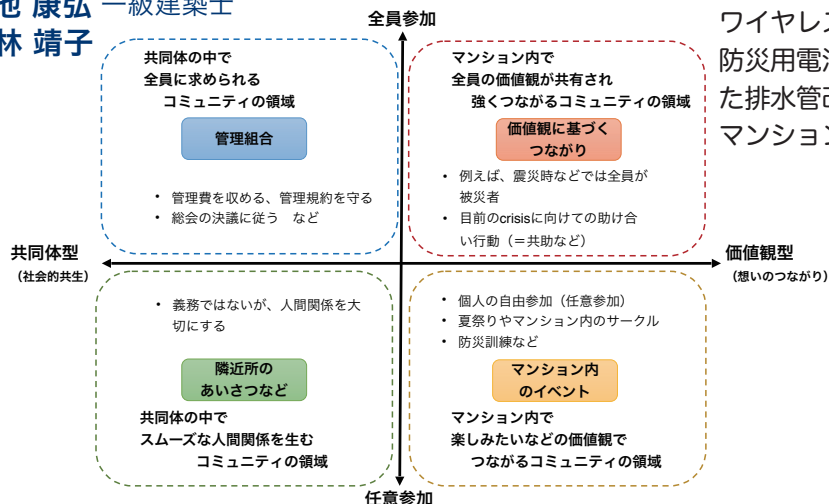 康弘 一級建築士
林 靖子
ワイヤレス
防災用電池
た排水管改
マンション
全員参加
共同体の中で
全員に求められる
コミュニティの領域
管理組合
• 管理費を収める、管理規約を守る
• 総会の決議に従う など
マンション内で
全員の価値観が共有され
強くつながるコミュニティの領域
価値観に基づく
つながり
• 例えば、震災時などでは全員が
被災者
• 目前のcrisisに向けての助け合
い行動（＝共助など）
共同体型
（社会的共生）
価値観型
（想いのつながり）
• 義務ではないが、人間関係を大
切にする
隣近所の
あいさつなど
共同体の中で
スムーズな人間関係を生む
コミュニティの領域
• 個人の自由参加（任意参加）
• 夏祭りやマンション内のサークル
• 防災訓練など
マンション内
のイベント
マンション内で
楽しみたいなどの価値観で
つながるコミュニティの領域
任意参加